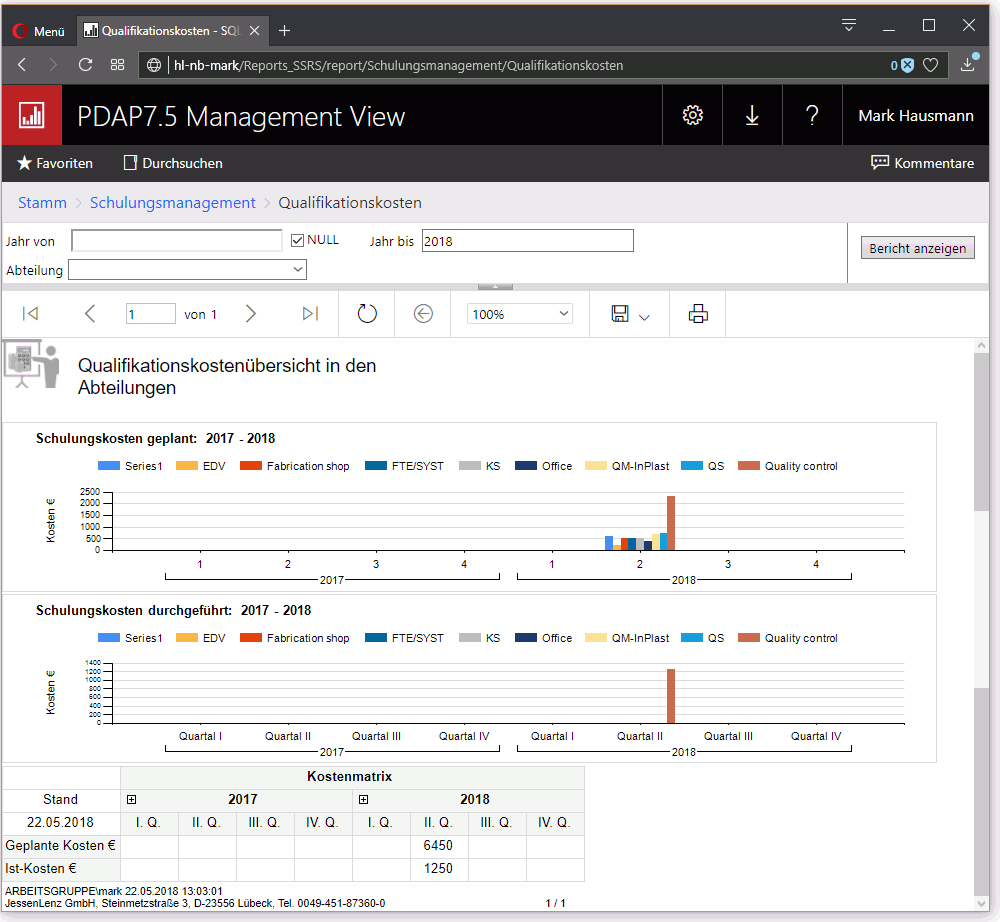 Menü
Qualifikationskosten - SQL
hl-nb-mark/Reports_SSRS/report/Schulungsmanagement/Qualifikationskosten
0
PDAP7.5 Management View
?
Mark Hausmann
Favoriten
Durchsuchen
Kommentare
Stamm > Schulungsmanagement > Qualifikationskosten
Jahr von NULL Jahr bis 2018
Bericht anzeigen
Abteilung
1 von 1 100%
Qualifikationskostenübersicht in den
Abteilungen
Schulungskosten geplant: 2017 - 2018
Series1 EDV Fabrication shop FTE/SYST KS Office QM-InPlast QS Quality control
Kosten €
2500
2000
1500
1000
500
0
1 2 3 4 1 2 3 4
2017 2018
Schulungskosten durchgeführt: 2017 - 2018
Series1 EDV Fabrication shop FTE/SYST KS Office QM-InPlast QS Quality control
Kosten €
1400
1200
1000
800
600
400
200
0
Quartal I Quartal II Quartal III Quartal IV Quartal I Quartal II Quartal III Quartal IV
2017 2018
Kostenmatrix
Stand 2017 2018
22.05.2018 I. Q. II. Q. III. Q. IV. Q. I. Q. II. Q. III. Q. IV. Q.
Geplante Kosten € 6450
Ist-Kosten € 1250
ARBEITSGRUPPE\mark 22.05.2018 13:03:01
JessenLenz GmbH, Steinmetzstraße 3, D-23556 Lübeck, Tel. 0049-451-87360-0 1 / 1